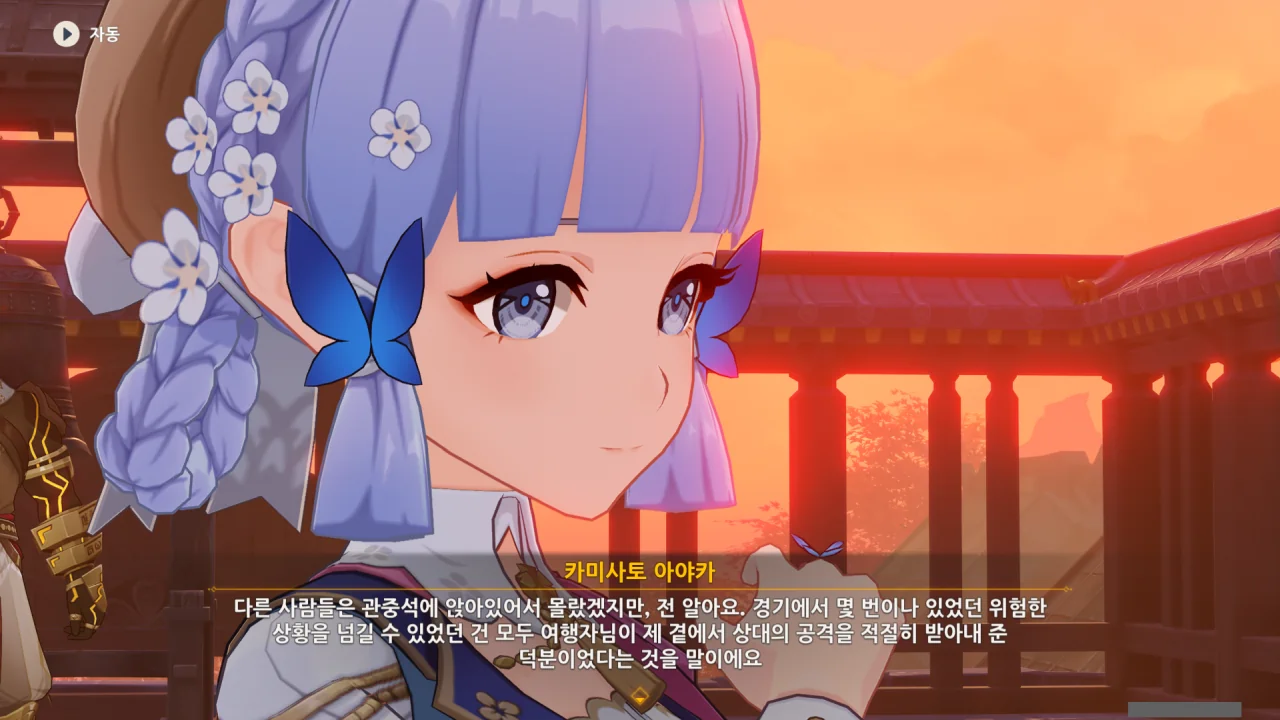 자동
카미사토 아야카
다른 사람들은 관중석에 앉아있어서 몰랐겠지만, 전 알아요. 경기에서 몇 번이나 있었던 위험한
상황을 넘길 수 있었던 건 모두 여행자님이 제 곁에서 상대의 공격을 적절히 받아내 준
덕분이었다는 것을 말이에요